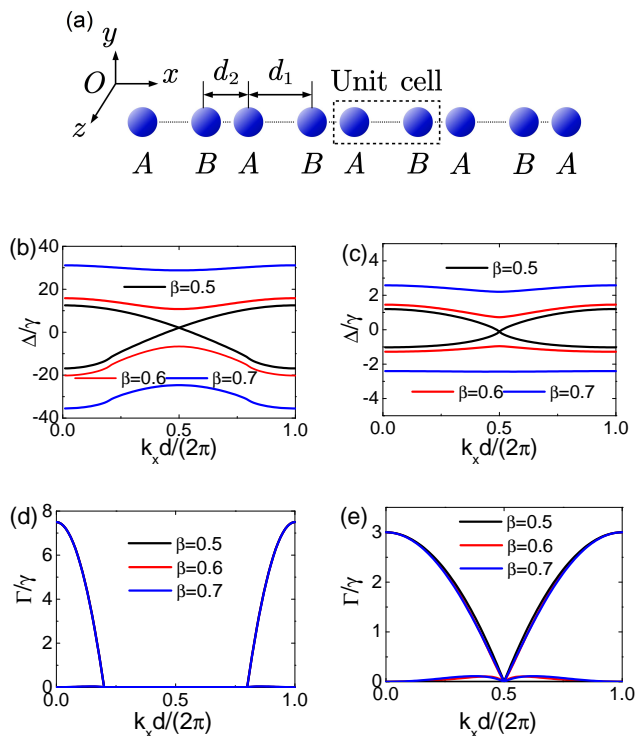 (a)
y
O x
z
d₂ d₁ Unit cell
A B A B A B A B A
(b)
40
20
0
-20
-40
Δ/γ
β=0.5
β=0.6 β=0.7
0.0 0.5 1.0
kₓd/(2π)
(c)
4
2
0
-2
-4
Δ/γ
β=0.5
β=0.6 β=0.7
0.0 0.5 1.0
kₓd/(2π)
(d)
8
6
4
2
0
Γ/γ
β=0.5
β=0.6
β=0.7
0.0 0.5 1.0
kₓd/(2π)
(e)
3
2
1
0
Γ/γ
β=0.5
β=0.6
β=0.7
0.0 0.5 1.0
kₓd/(2π)